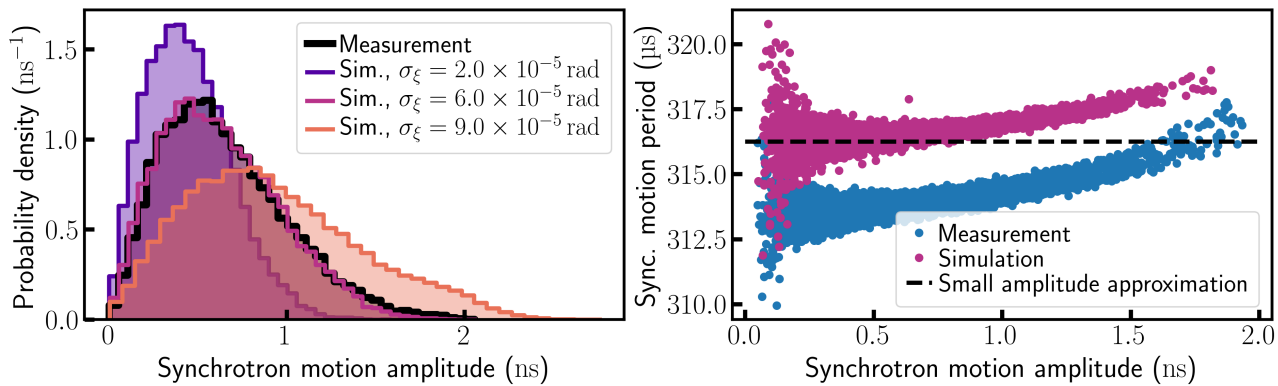 Probability density (ns⁻¹)
1.5
1.0
0.5
0.0
0
1
2
Synchrotron motion amplitude (ns)
Measurement
Sim., σ_ξ = 2.0 × 10⁻⁵ rad
Sim., σ_ξ = 6.0 × 10⁻⁵ rad
Sim., σ_ξ = 9.0 × 10⁻⁵ rad
Sync. motion period (µs)
320.0
317.5
315.0
312.5
310.0
0.0
0.5
1.0
1.5
2.0
Synchrotron motion amplitude (ns)
Measurement
Simulation
Small amplitude approximation